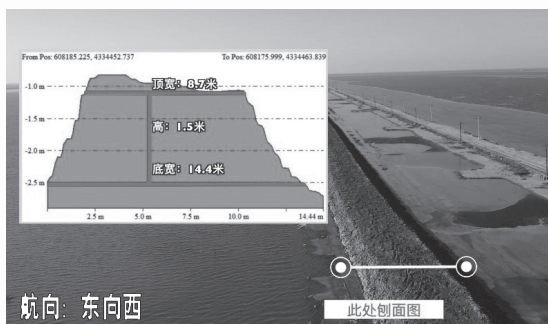 From Pos: 608185.225, 4334452.737
To Pos: 608175.999, 4334463.839
顶宽：8.7米
-1.0 m
-1.5 m
高：1.5米
-2.0 m
底宽：14.4米
-2.5 m
2.5 m 5.0 m 7.5 m 10.0 m 14.44 m
航向：东向西
此处刨面图